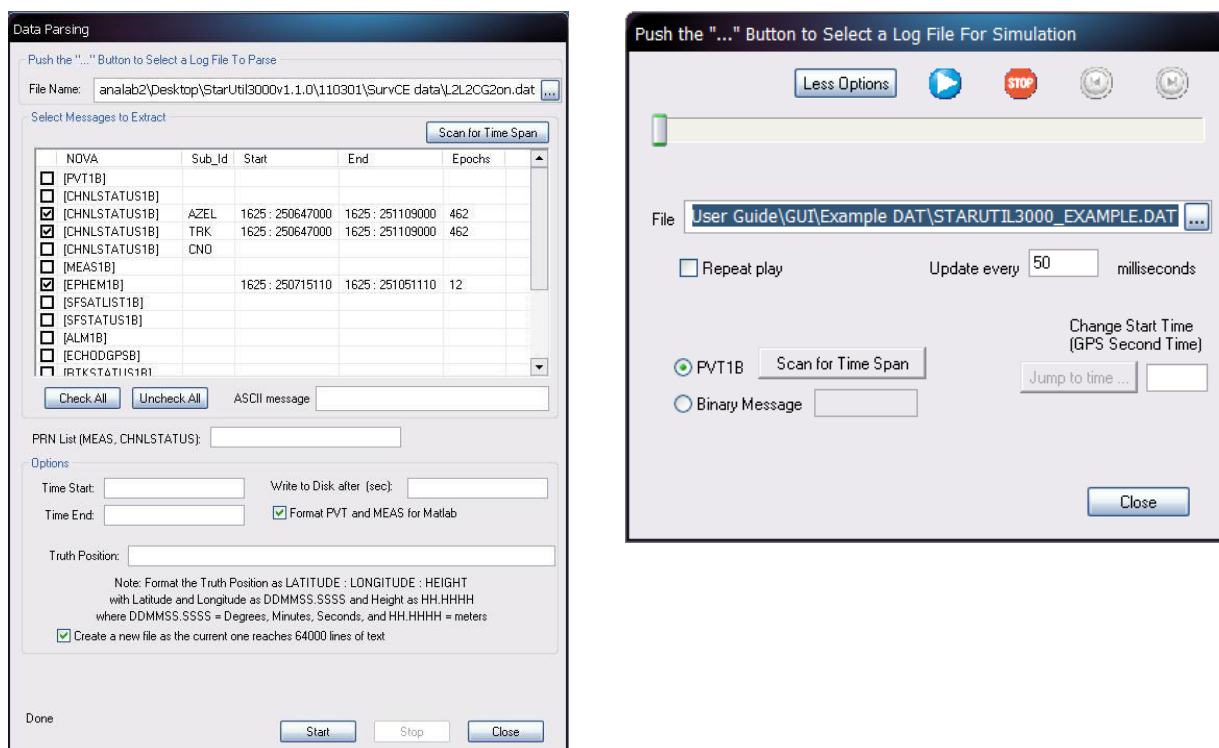 Data Parsing
Push the "..." Button to Select a Log File To Parse
File Name: analab2\Desktop\StarUtil3000v1.1.0\110301\SurvCE data\L2L2CG2on.dat ...
Select Messages to Extract
Scan for Time Span
NOVA Sub_Id Start End Epochs
[PVT1B]
[CHNLSTATUS1B]
[CHNLSTATUS1B] AZEL 1625 : 250647000 1625 : 251109000 462
[CHNLSTATUS1B] TRK 1625 : 250647000 1625 : 251109000 462
[CHNLSTATUS1B] CNO
[MEAS1B]
[EPHEM1B] 1625 : 250715110 1625 : 251051110 12
[SFSATLIST1B]
[SFSTATUS1B]
[ALM1B]
[ECHODGPSB]
[RTKSTATUS1B]
Check All Uncheck All ASCII message
PRN List (MEAS, CHNLSTATUS):
Options
Time Start: Write to Disk after (sec):
Time End: Format PVT and MEAS for Matlab
Truth Position:
Note: Format the Truth Position as LATITUDE : LONGITUDE : HEIGHT
with Latitude and Longitude as DDMMSS.SSSS and Height as HH.HHHH
where DDMMSS.SSSS = Degrees, Minutes, Seconds, and HH.HHHH = meters
Create a new file as the current one reaches 64000 lines of text
Done
Start Stop Close
Push the "..." Button to Select a Log File For Simulation
Less Options STOP
File User Guide\GUI\Example DAT\STARUTIL3000_EXAMPLE.DAT ...
Repeat play Update every 50 milliseconds
Change Start Time
(GPS Second Time)
PVT1B Scan for Time Span Jump to time ...
Binary Message
Close